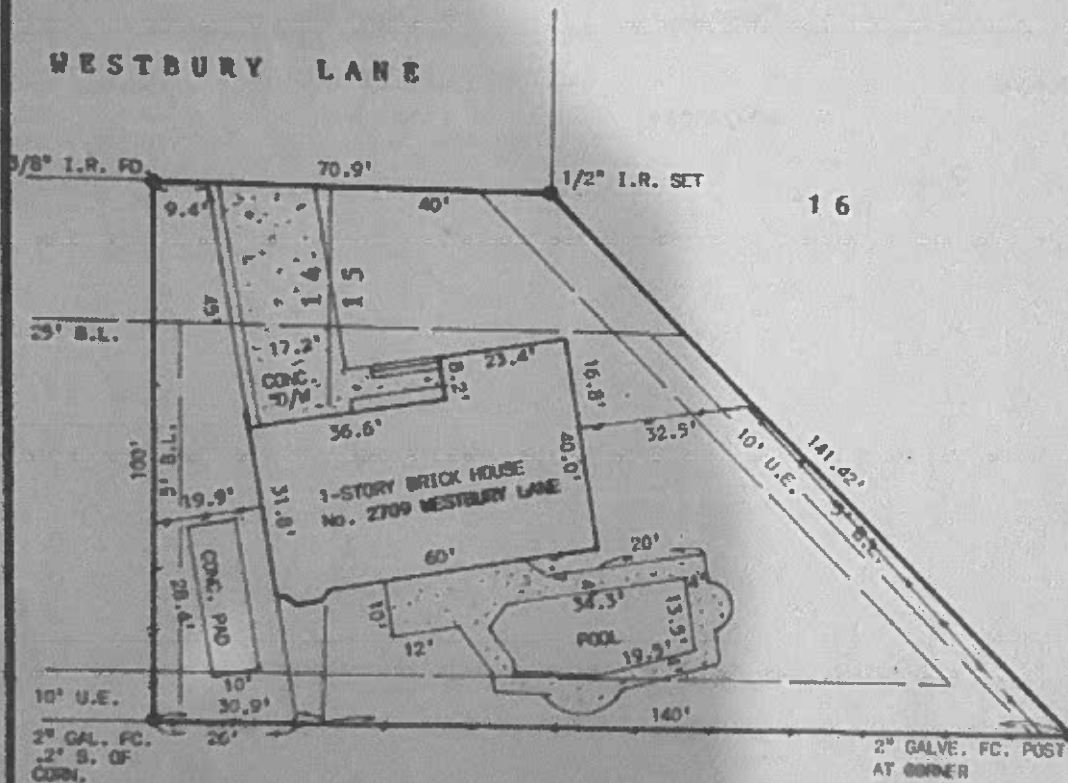 WESTBURY LANE
3/8" I.R. FD.
70.9'
1/2" I.R. SET
9.4'
40'
16
14
15
45'
25' B.L.
17.2'
CONC.
D/W
23.4'
8.2'
16.8'
36.6'
32.5'
10' U.E.
141.42'
5' B.L.
100'
5' B.L.
19.9'
31.8'
40.0'
1-STORY BRICK HOUSE
No. 2709 WESTBURY LANE
60'
20'
CONC. PAD
28.4'
10'
12'
4'
34.3'
4'
13.5'
POOL
19.9'
4'
10'
10' U.E.
30.9'
26'
140'
2" GAL. FC.
.2' S. OF
CORN.
2" GALVE. FC. POST
AT CORNER